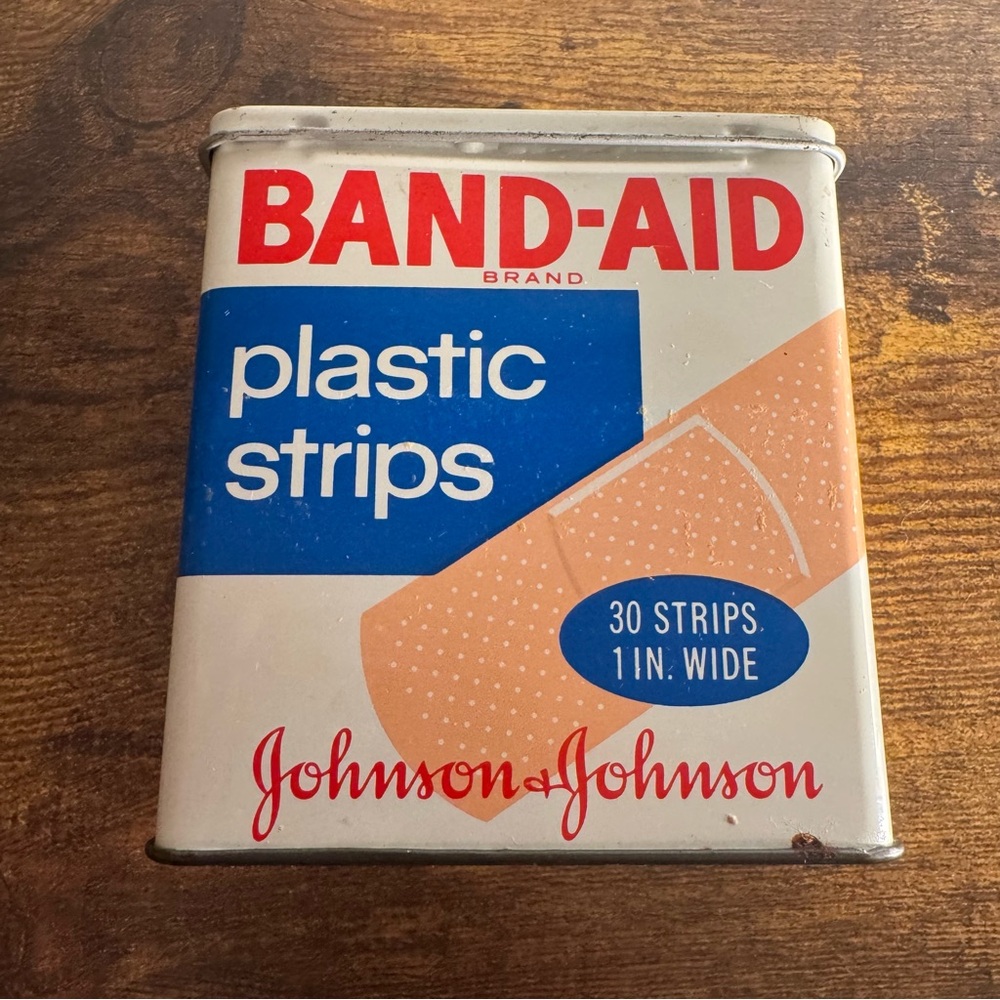 BAND-AID
BRAND
plastic
strips
30 STRIPS
1 IN. WIDE
Johnson & Johnson